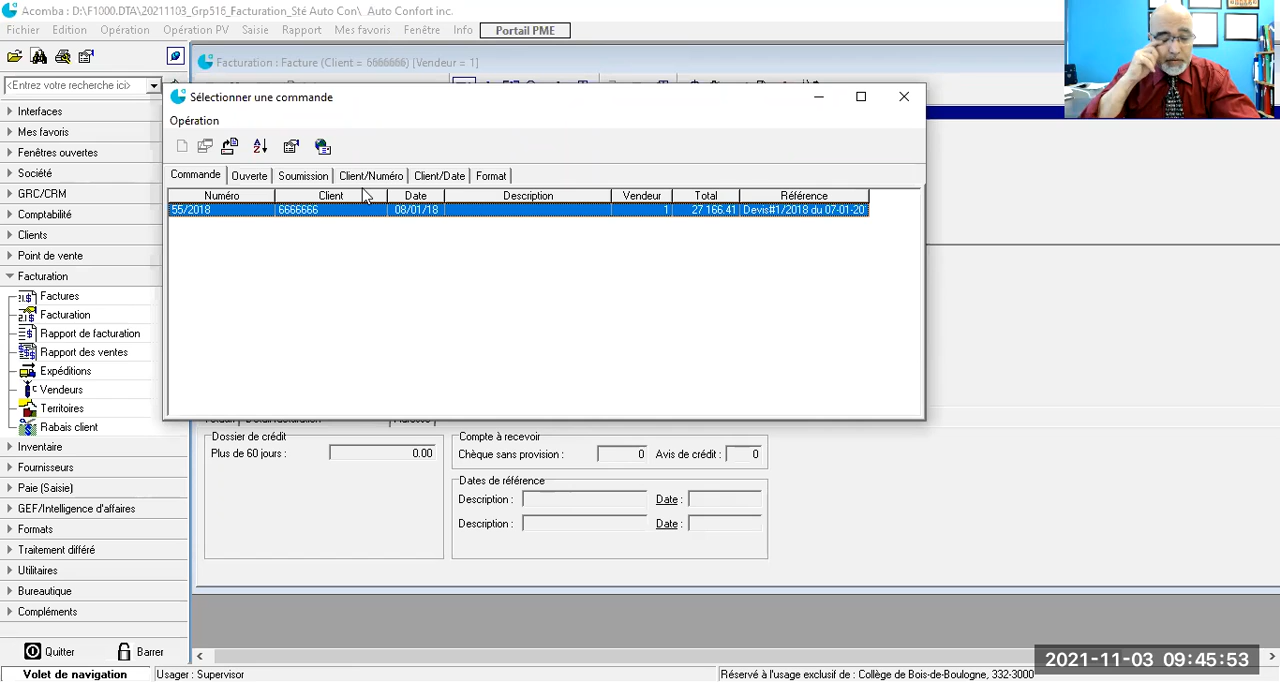 Acomba : D:\F1000.DTA\20211103_Grp516_Facturation_Sté Auto Con\_Auto Confort inc.
Fichier Edition Opération Opération PV Saisie Rapport Mes favoris Fenêtre Info Portail PME
<Entrez votre recherche ici>
Facturation : Facture (Client = 6666666) [Vendeur = 1]
Sélectionner une commande
Opération
Commande Ouverte Soumission Client/Numéro Client/Date Format
Numéro Client Date Description Vendeur Total Référence
55/2018 6666666 08/01/18 1 27 166.41 Devis#1/2018 du 07-01-20
Interfaces
Mes favoris
Fenêtres ouvertes
Société
GRC/CRM
Comptabilité
Clients
Point de vente
Facturation
Factures
Facturation
Rapport de facturation
Rapport des ventes
Expéditions
Vendeurs
Territoires
Rabais client
Inventaire
Fournisseurs
Paie (Saisie)
GEF/Intelligence d'affaires
Formats
Traitement différé
Utilitaires
Bureautique
Compléments
Quitter Barrer
Dossier de crédit
Plus de 60 jours : 0.00
Compte à recevoir
Chèque sans provision : 0 Avis de crédit : 0
Dates de référence
Description : Date :
Description : Date :
2021-11-03 09:45:53
Volet de navigation Usager : Supervisor Réservé à l'usage exclusif de : Collège de Bois-de-Boulogne, 332-3000